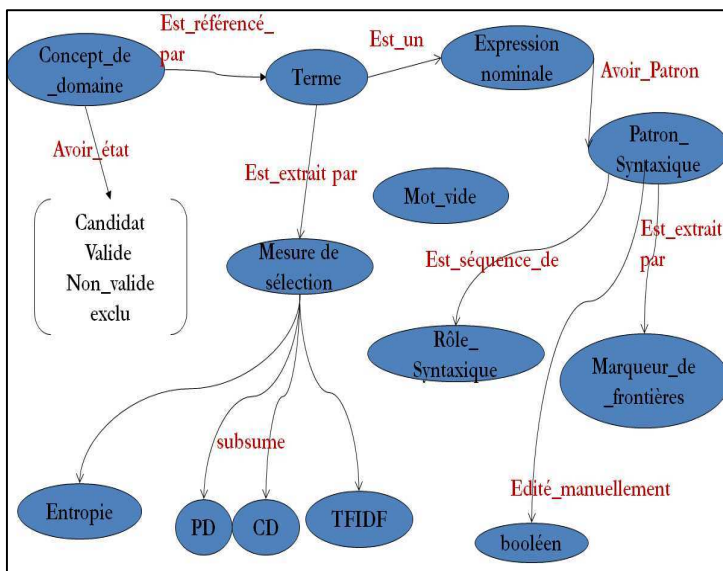 Est_référencé_
par
Concept_de
_domaine
Terme
Est_un
Expression
nominale
Avoir_Patron
Patron_
Syntaxique
Avoir_état
Candidat
Valide
Non_valide
exclu
Est_extrait par
Mot_vide
Mesure de
sélection
Est_séquence_de
Est_extrait
par
Rôle_
Syntaxique
Marqueur_de
_frontières
subsume
Entropie
PD
CD
TFIDF
Edité_manuellement
booléen